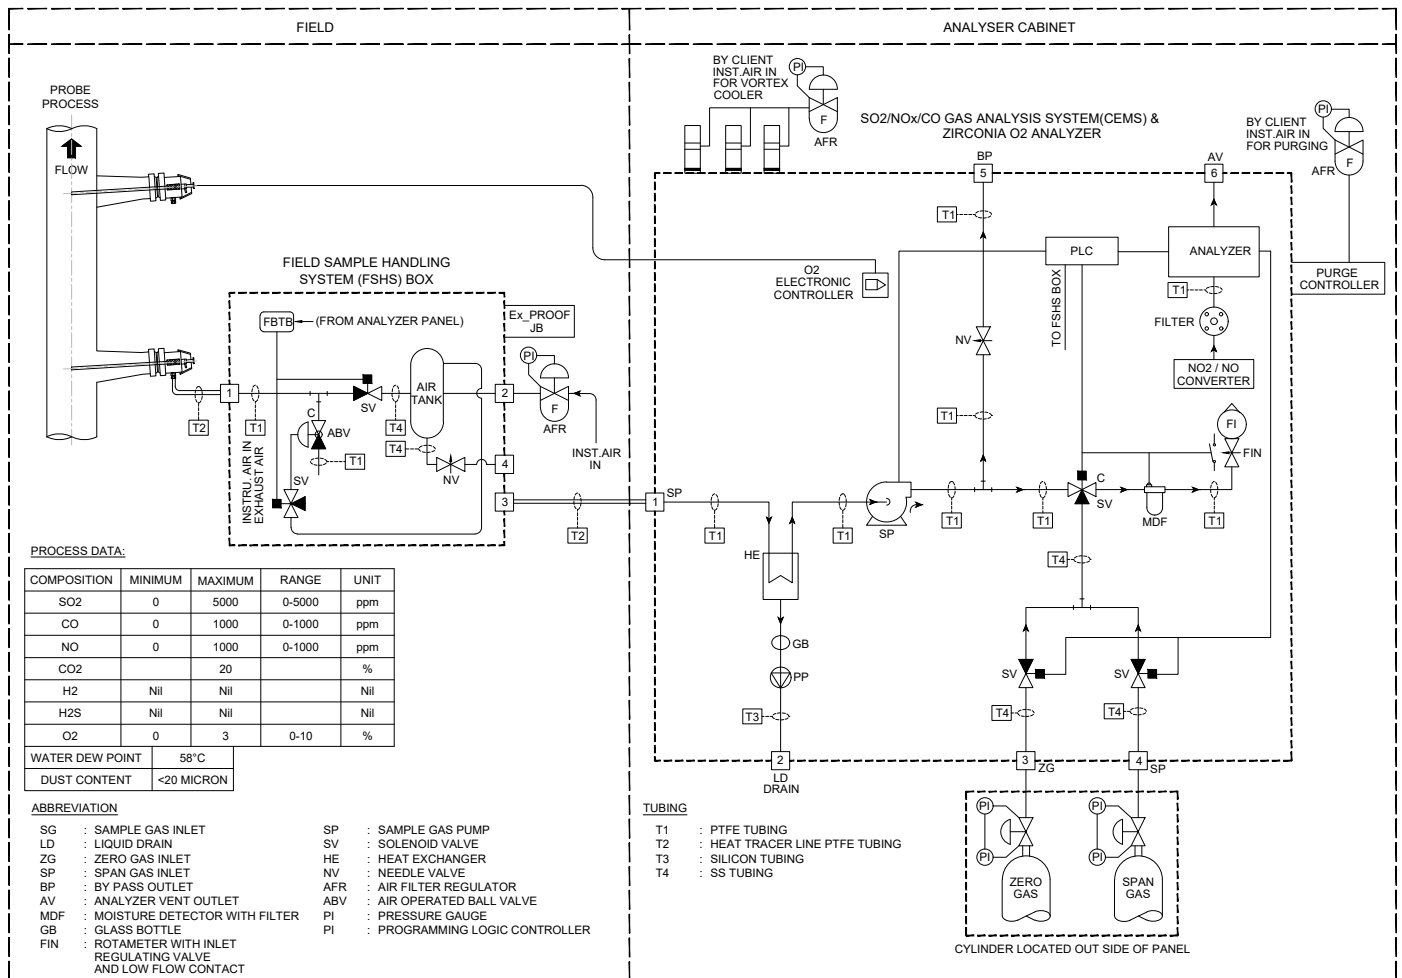 FIELD
ANALYSER CABINET
PROBE
PROCESS
FLOW
FIELD SAMPLE HANDLING
SYSTEM (FSHS) BOX
FBTB
(FROM ANALYZER PANEL)
Ex_PROOF
JB
PI
F
AFR
INST.AIR
IN
AIR
TANK
SV
T4
T4
NV
C
ABV
T1
SV
INSTRU. AIR IN
EXHAUST AIR
T2
1
T1
2
4
3
T2
BY CLIENT
INST.AIR IN
FOR VORTEX
COOLER
PI
F
AFR
SO2/NOx/CO GAS ANALYSIS SYSTEM(CEMS) &
ZIRCONIA O2 ANALYZER
BY CLIENT
INST.AIR IN
FOR PURGING
PI
F
AFR
PURGE
CONTROLLER
BP
5
AV
6
T1
PLC
ANALYZER
O2
ELECTRONIC
CONTROLLER
TO FSHS BOX
T1
FILTER
NO2 / NO
CONVERTER
NV
T1
FI
FIN
1
SP
T1
HE
T1
SP
T1
T1
C
SV
MDF
T1
T4
GB
PP
T3
2
LD
DRAIN
SV
SV
T4
T4
3
ZG
4
SP
PI
PI
PI
PI
ZERO
GAS
SPAN
GAS
CYLINDER LOCATED OUT SIDE OF PANEL
PROCESS DATA:
COMPOSITION MINIMUM MAXIMUM RANGE UNIT
SO2 0 5000 0-5000 ppm
CO 0 1000 0-1000 ppm
NO 0 1000 0-1000 ppm
CO2 20 %
H2 Nil Nil Nil
H2S Nil Nil Nil
O2 0 3 0-10 %
WATER DEW POINT 58°C
DUST CONTENT <20 MICRON
ABBREVIATION
SG : SAMPLE GAS INLET
LD : LIQUID DRAIN
ZG : ZERO GAS INLET
SP : SPAN GAS INLET
BP : BY PASS OUTLET
AV : ANALYZER VENT OUTLET
MDF : MOISTURE DETECTOR WITH FILTER
GB : GLASS BOTTLE
FIN : ROTAMETER WITH INLET
REGULATING VALVE
AND LOW FLOW CONTACT
SP : SAMPLE GAS PUMP
SV : SOLENOID VALVE
HE : HEAT EXCHANGER
NV : NEEDLE VALVE
AFR : AIR FILTER REGULATOR
ABV : AIR OPERATED BALL VALVE
PI : PRESSURE GAUGE
PI : PROGRAMMING LOGIC CONTROLLER
TUBING
T1 : PTFE TUBING
T2 : HEAT TRACER LINE PTFE TUBING
T3 : SILICON TUBING
T4 : SS TUBING